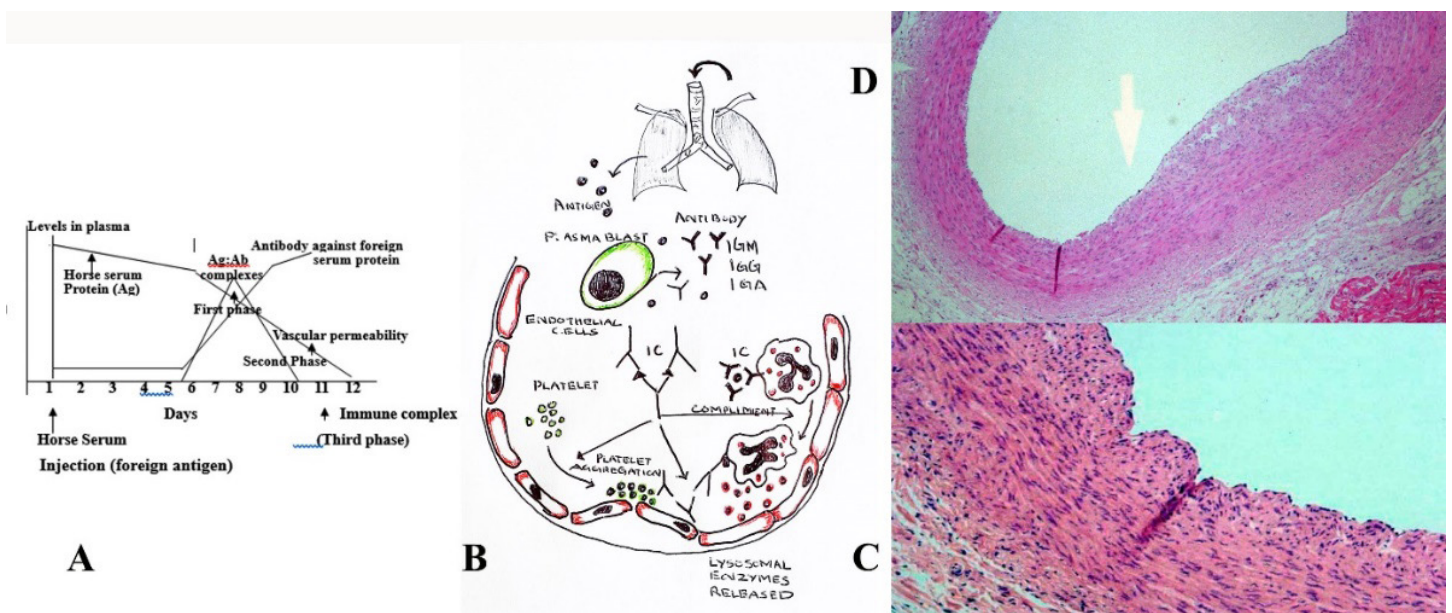 Levels in plasma
Horse serum
Protein (Ag)
Ag:Ab
complexes
First phase
Antibody against foreign
serum protein
Vascular permeability
Second Phase
1 2 3 4 5 6 7 8 9 10 11 12
Days
Horse Serum
Injection (foreign antigen)
Immune complex
(Third phase)
A
D
ANTIGEN
ANTIBODY
PLASMA BLAST
IGM
IGG
IGA
ENDOTHELIAL
CELLS
IC
IC
PLATELET
COMPLIMENT
PLATELET
AGGREGATION
B
C
LYSOSOMAL
ENZYMES
RELEASED